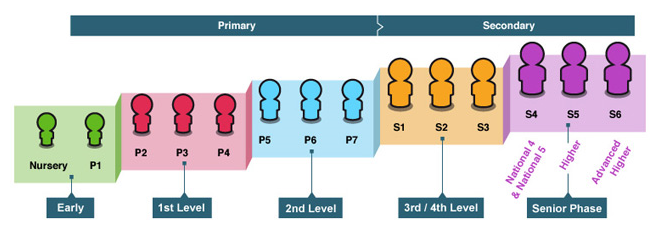 Primary
Secondary
Nursery P1
P2 P3 P4
P5 P6 P7
S1 S2 S3
S4 S5 S6
National 4
& National 5
Higher
Advanced
Higher
Early
1st Level
2nd Level
3rd / 4th Level
Senior Phase